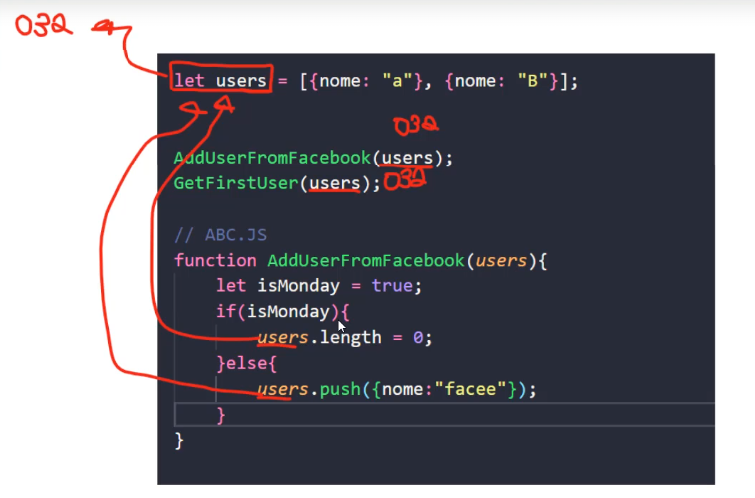 032
let users = [{nome: "a"}, {nome: "B"}];
032
AddUserFromFacebook(users);
GetFirstUser(users); 032
// ABC.JS
function AddUserFromFacebook(users){
let isMonday = true;
if(isMonday){
users.length = 0;
}else{
users.push({nome:"facee"});
}
}